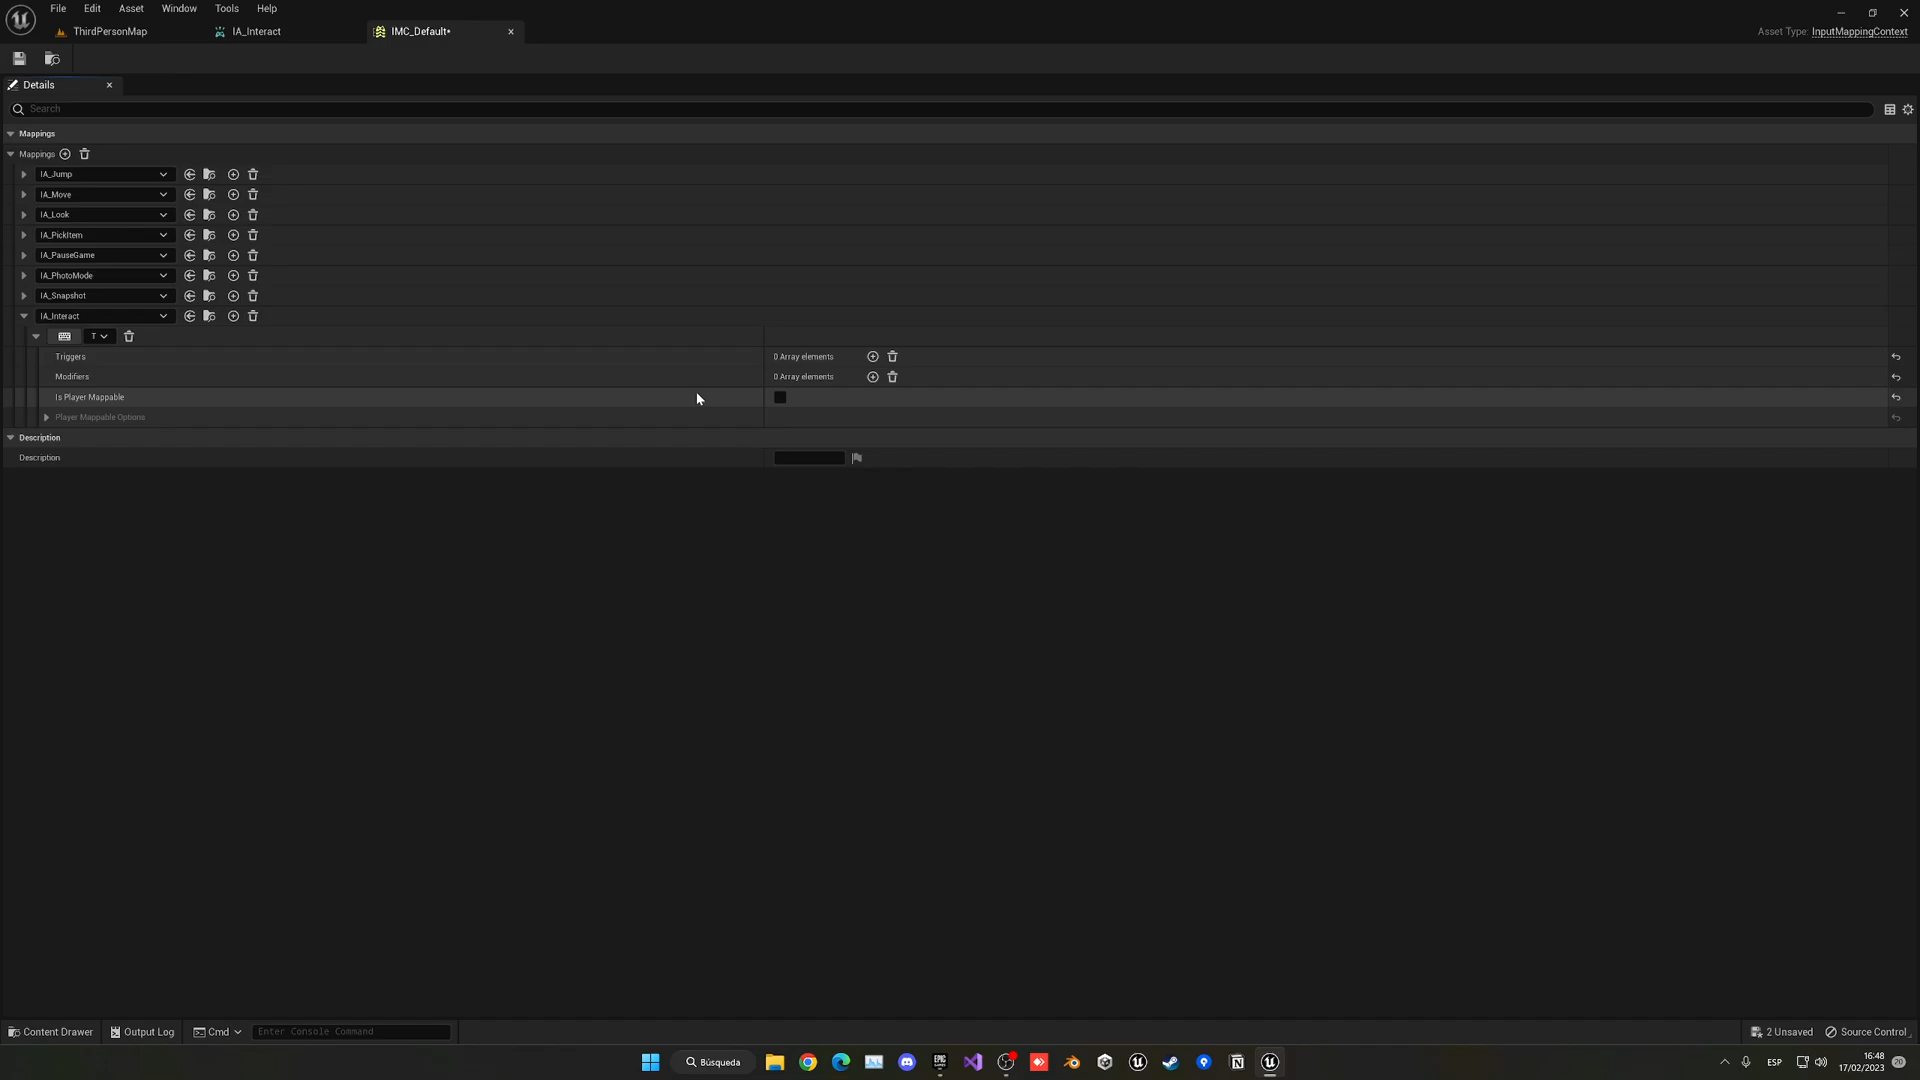 File Edit Asset Window Tools Help
ThirdPersonMap IA_Interact IMC_Default* Asset Type: InputMappingContext
Details
Search
Mappings
Mappings
IA_Jump
IA_Move
IA_Look
IA_PickItem
IA_PauseGame
IA_PhotoMode
IA_Snapshot
IA_Interact
T
Triggers 0 Array elements
Modifiers 0 Array elements
Is Player Mappable
Player Mappable Options
Description
Description
Content Drawer Output Log Cmd Enter Console Command 2 Unsaved Source Control
Búsqueda EPIC GAMES ESP 16:48 20
17/02/2023